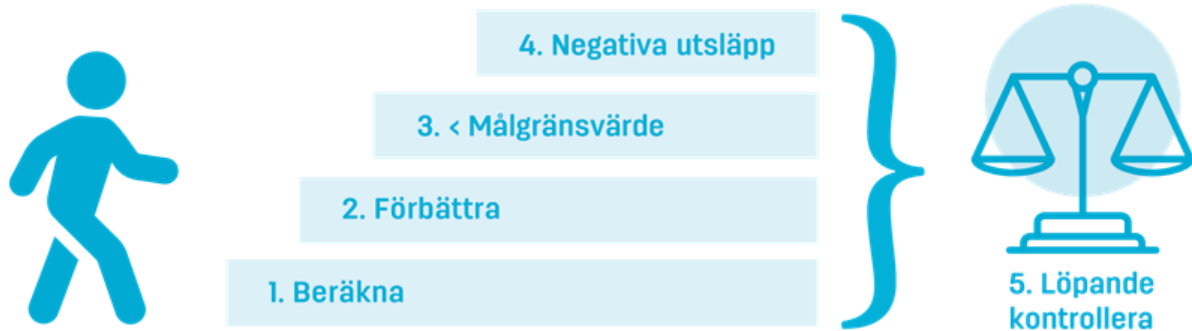 4. Negativa utsläpp
3. < Målgränsvärde
2. Förbättra
1. Beräkna
5. Löpande
kontrollera